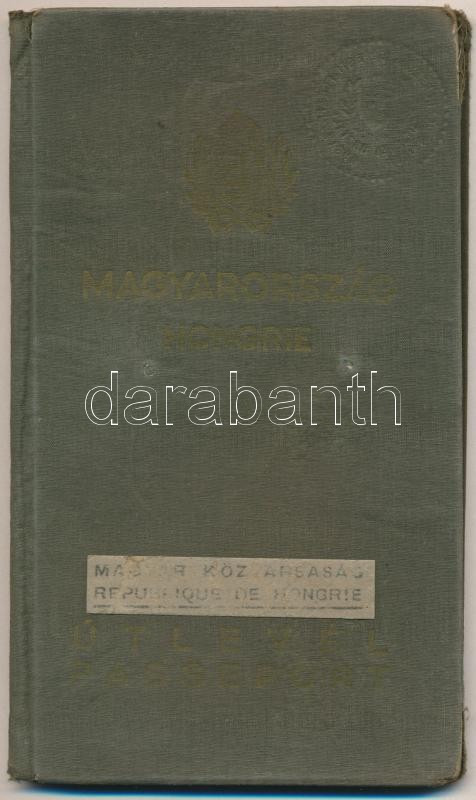 MAGYARORSZÁG
HONGRIE
darabanth
MAGYAR KÖZTÁRSASÁG
REPUBLIQUE DE HONGRIE
ÚTLEVÉL
PASSEPORT